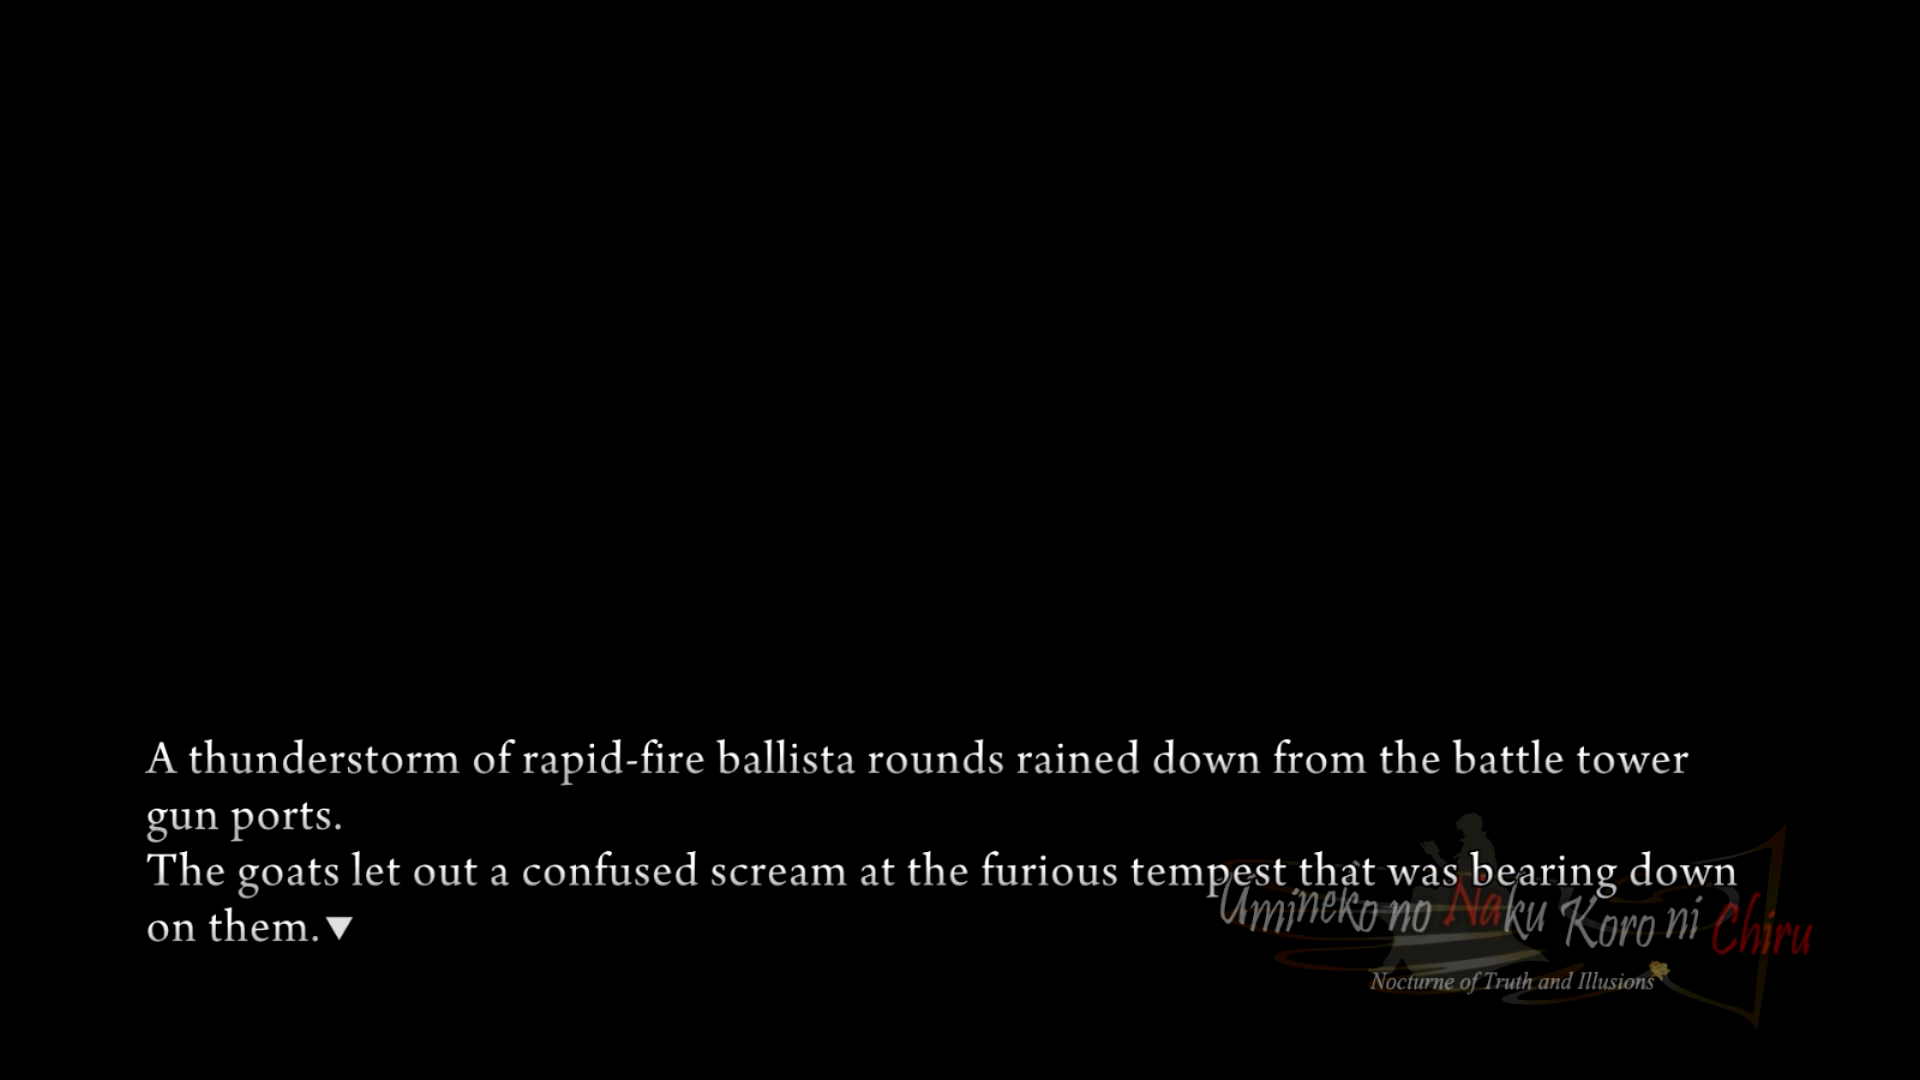 A thunderstorm of rapid-fire ballista rounds rained down from the battle tower
gun ports.
The goats let out a confused scream at the furious tempest that was bearing down
on them.
Umineko no Naku Koro ni Chiru
Nocturne of Truth and Illusions